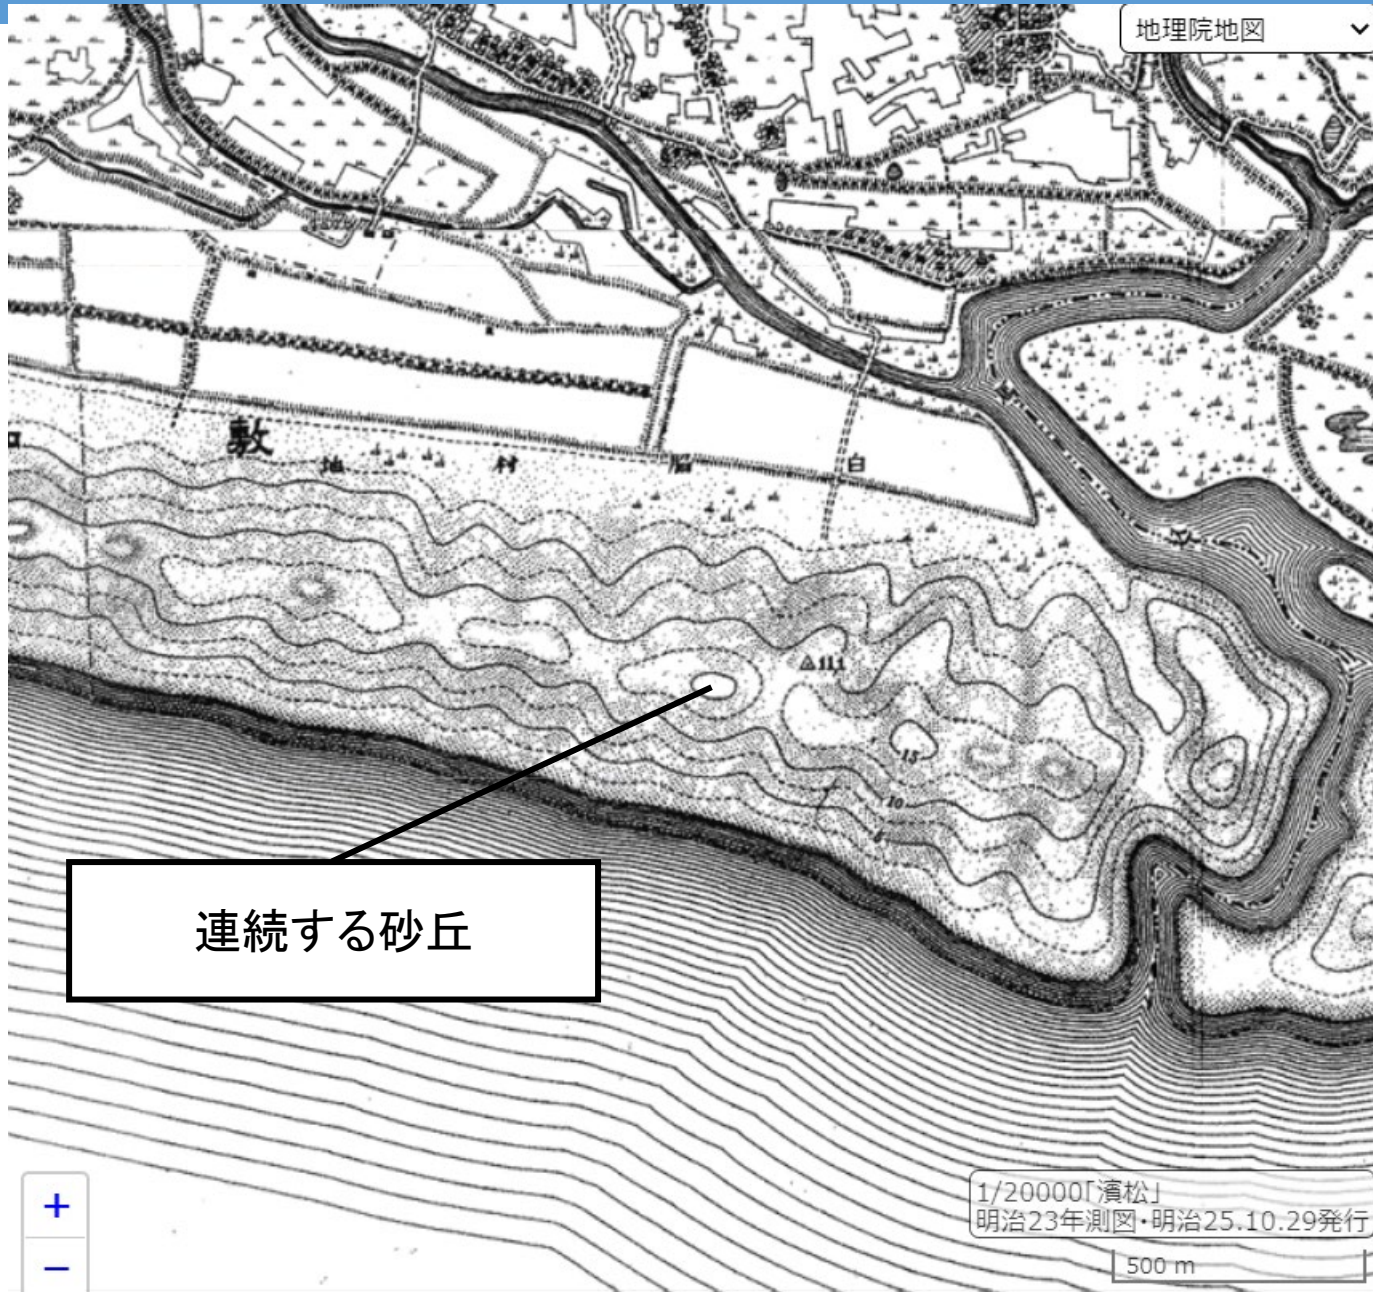 地理院地図
敷
地
村
脇
白
△11.1
15
10
5
連続する砂丘
+
−
1/20000「濱松」
明治23年測図・明治25.10.29発行
500 m